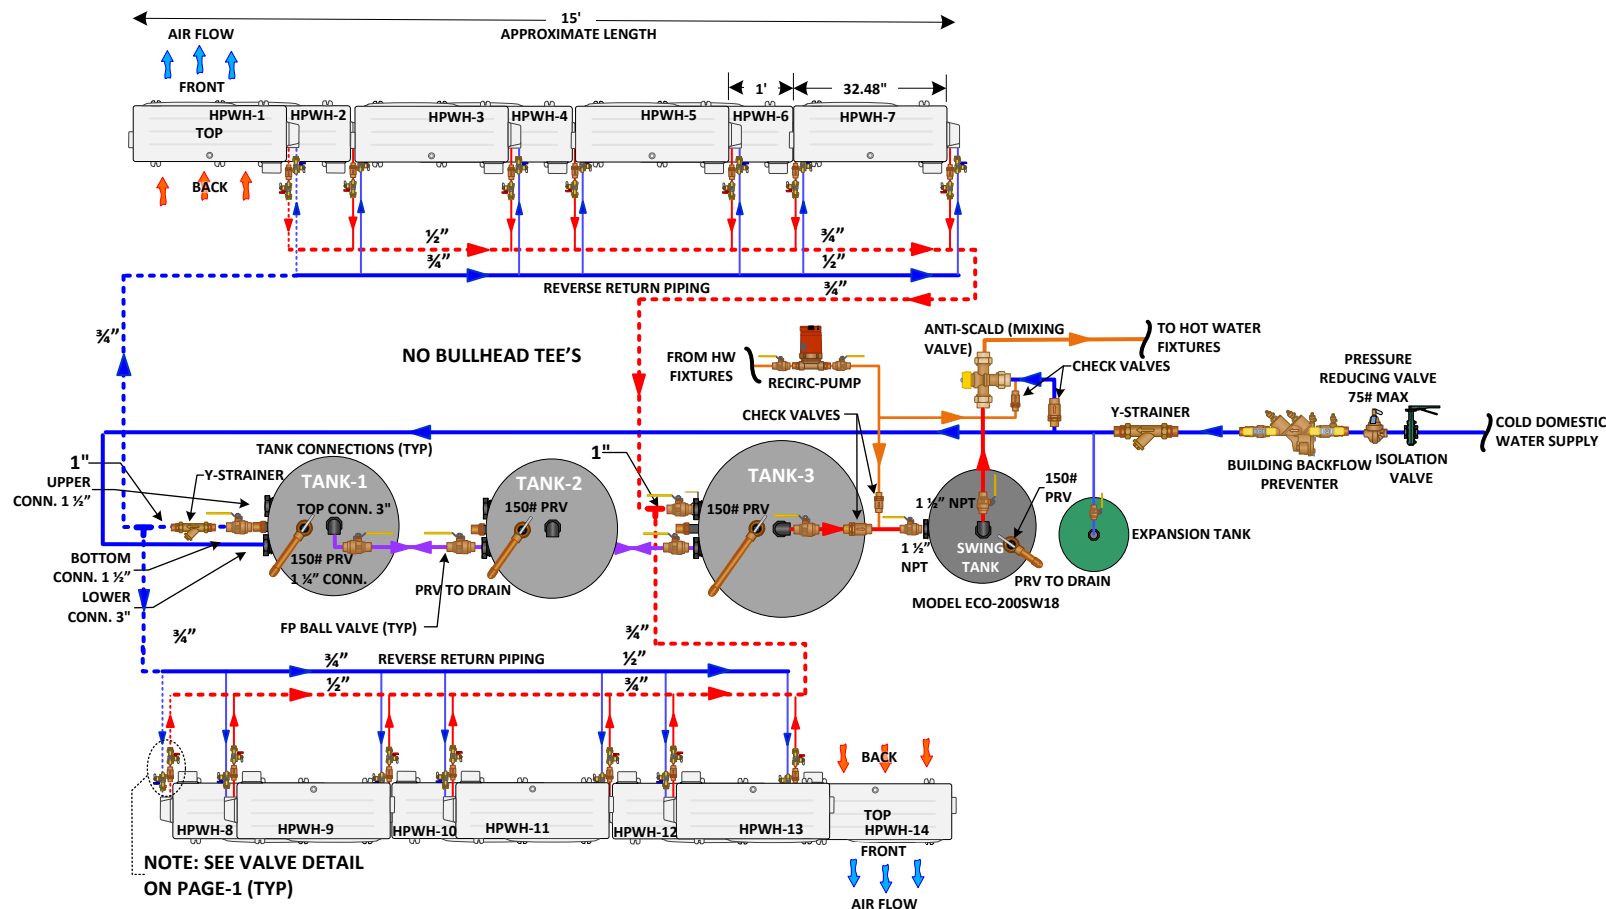 15'
APPROXIMATE LENGTH
AIR FLOW
FRONT
1'
32.48"
HPWH-1
HPWH-2
HPWH-3
HPWH-4
HPWH-5
HPWH-6
HPWH-7
TOP
BACK
½”
¾”
¾”
½”
REVERSE RETURN PIPING
¾”
¾”
NO BULLHEAD TEE'S
FROM HW
FIXTURES
RECIRC-PUMP
ANTI-SCALD (MIXING
VALVE)
TO HOT WATER
FIXTURES
CHECK VALVES
PRESSURE
REDUCING VALVE
75# MAX
Y-STRAINER
COLD DOMESTIC
WATER SUPPLY
CHECK VALVES
BUILDING BACKFLOW
PREVENTER
ISOLATION
VALVE
TANK CONNECTIONS (TYP)
1"
UPPER
CONN. 1 ½”
Y-STRAINER
TANK-1
TOP CONN. 3"
150# PRV
1 ¼” CONN.
TANK-2
150# PRV
1"
TANK-3
150# PRV
1 ½” NPT
150#
PRV
1 ½”
NPT
SWING
TANK
PRV TO DRAIN
EXPANSION TANK
MODEL ECO-200SW18
BOTTOM
CONN. 1 ½”
LOWER
CONN. 3"
PRV TO DRAIN
FP BALL VALVE (TYP)
¾”
¾”
¾”
REVERSE RETURN PIPING
½”
½”
¾”
BACK
HPWH-8
HPWH-9
HPWH-10
HPWH-11
HPWH-12
HPWH-13
TOP
HPWH-14
FRONT
AIR FLOW
NOTE: SEE VALVE DETAIL
ON PAGE-1 (TYP)